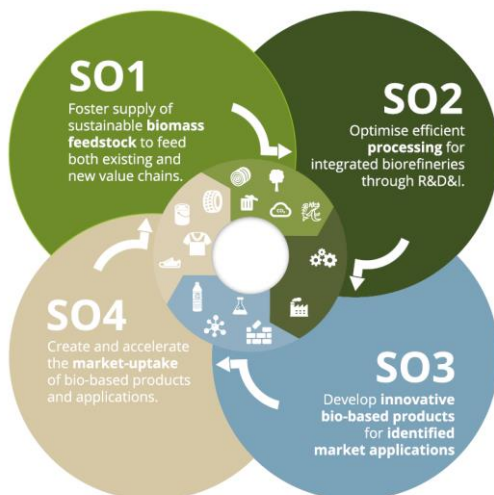 SO1
Foster supply of
sustainable biomass
feedstock to feed
both existing and
new value chains.
SO2
Optimise efficient
processing for
integrated biorefineries
through R&D&I.
SO4
Create and accelerate
the market-uptake
of bio-based products
and applications.
SO3
Develop innovative
bio-based products
for identified
market applications